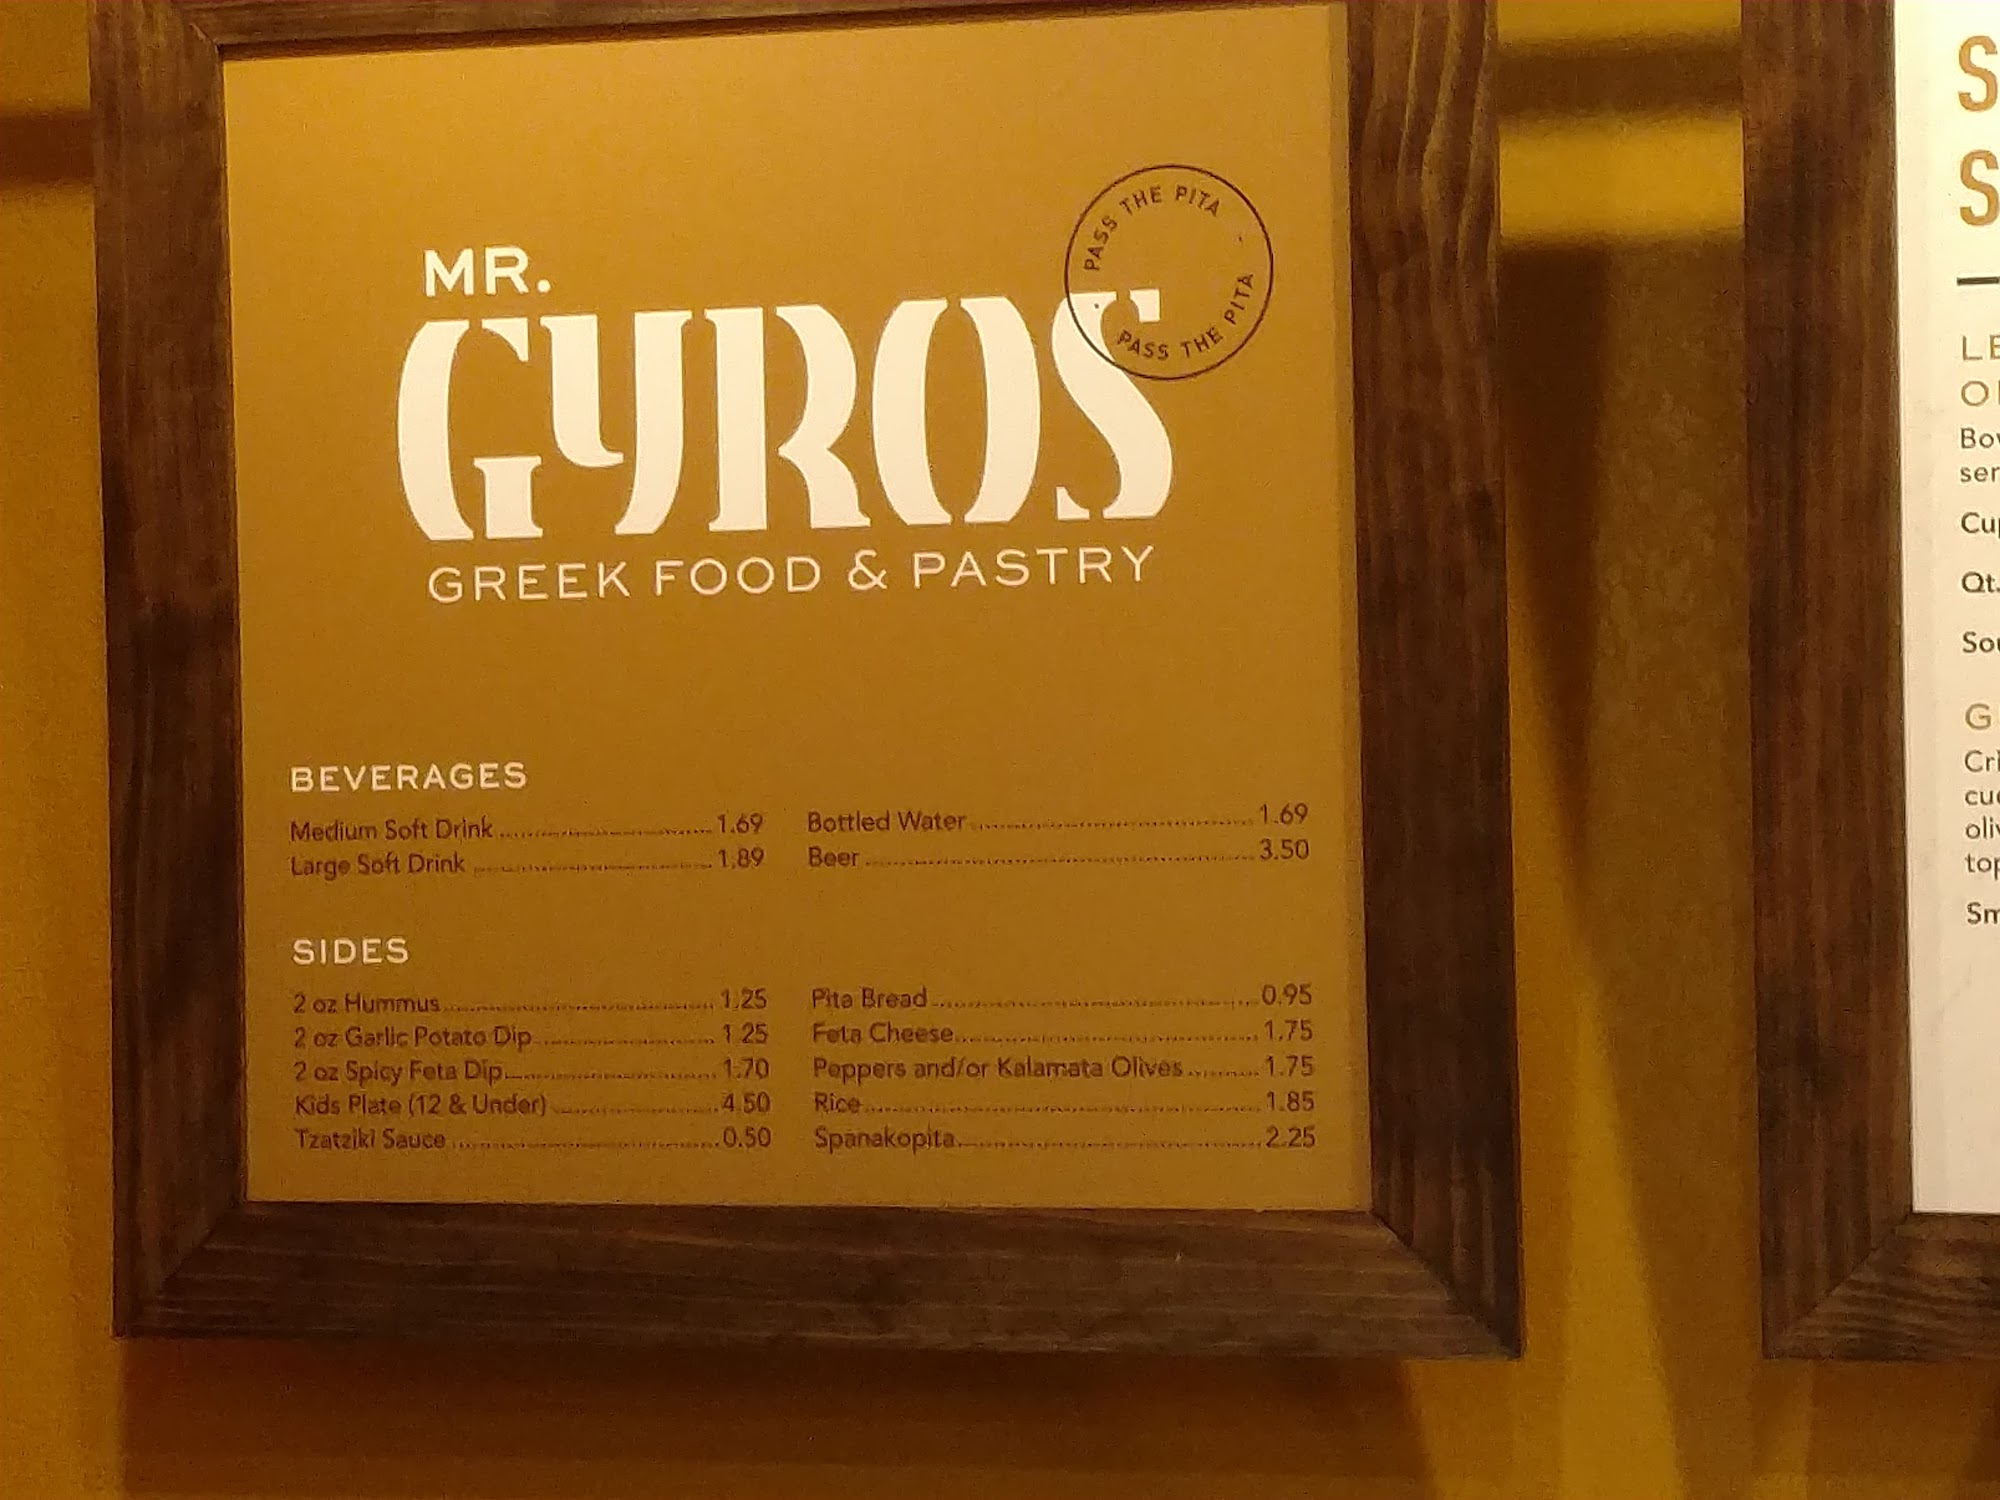 MR.
GYROS
GREEK FOOD & PASTRY
PASS THE PITA
PASS THE PITA
BEVERAGES
Medium Soft Drink 1.69
Large Soft Drink 1.89
Bottled Water 1.69
Beer 3.50
SIDES
2 oz Hummus 1.25
2 oz Garlic Potato Dip 1.25
2 oz Spicy Feta Dip 1.70
Kids Plate (12 & Under) 4.50
Tzatziki Sauce 0.50
Pita Bread 0.95
Feta Cheese 1.75
Peppers and/or Kalamata Olives 1.75
Rice 1.85
Spanakopita 2.25
S
S
Qt.
G